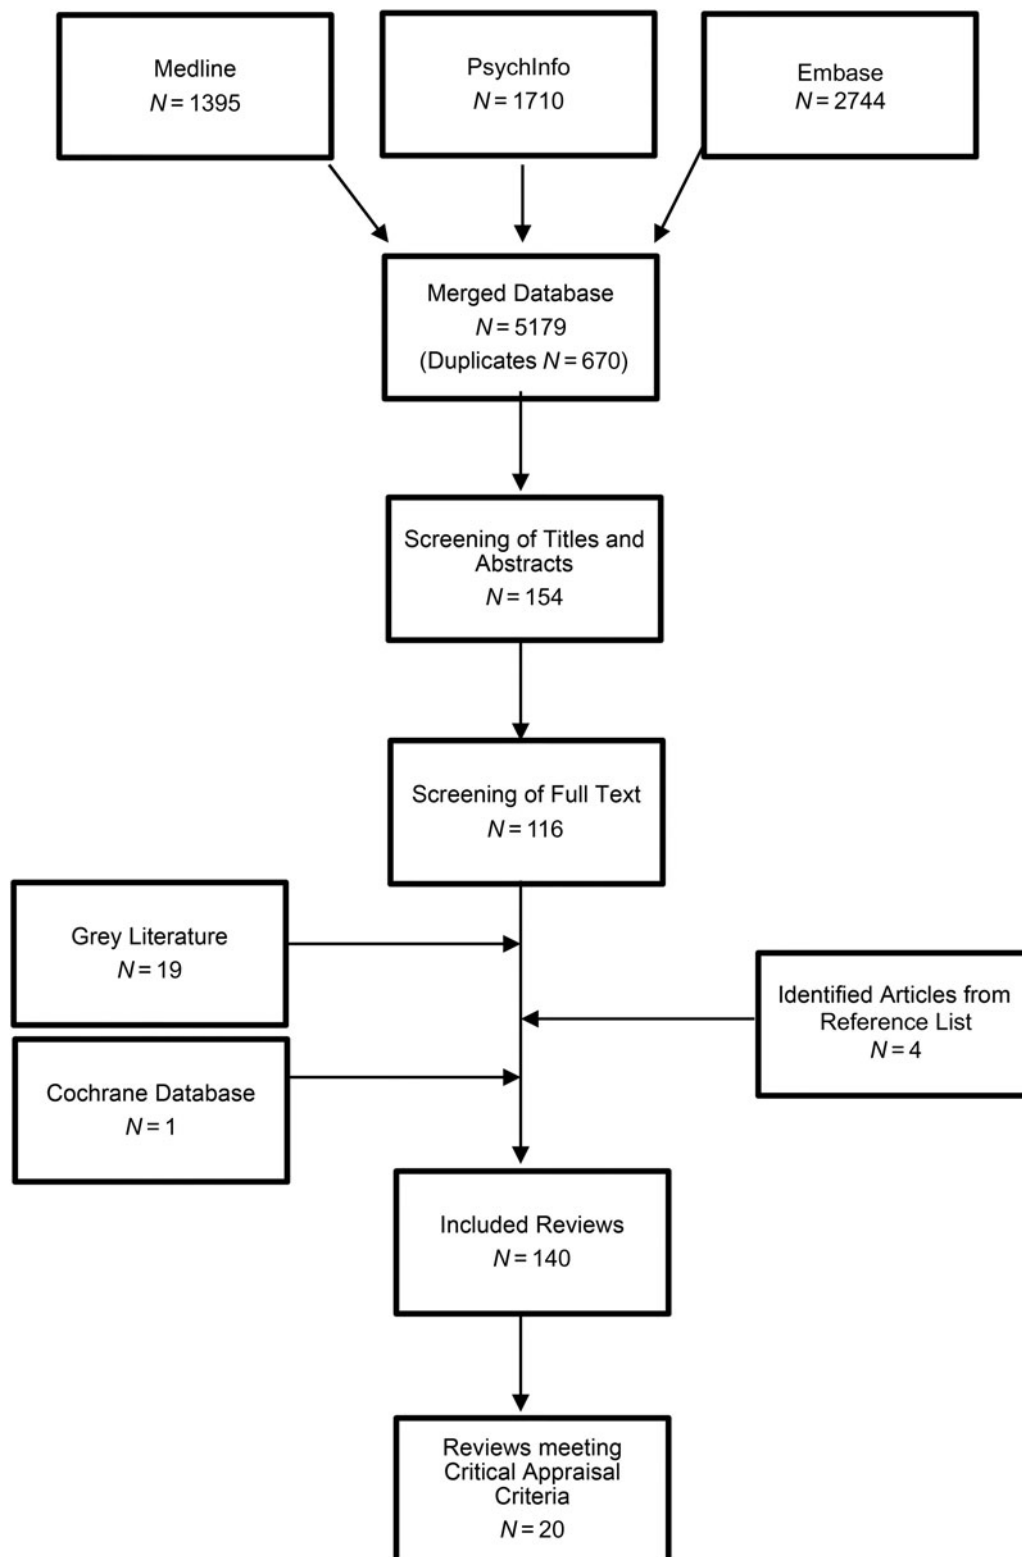 Medline
N = 1395
PsychInfo
N = 1710
Embase
N = 2744
Merged Database
N = 5179
(Duplicates N = 670)
Screening of Titles and
Abstracts
N = 154
Screening of Full Text
N = 116
Grey Literature
N = 19
Identified Articles from
Reference List
N = 4
Cochrane Database
N = 1
Included Reviews
N = 140
Reviews meeting
Critical Appraisal
Criteria
N = 20